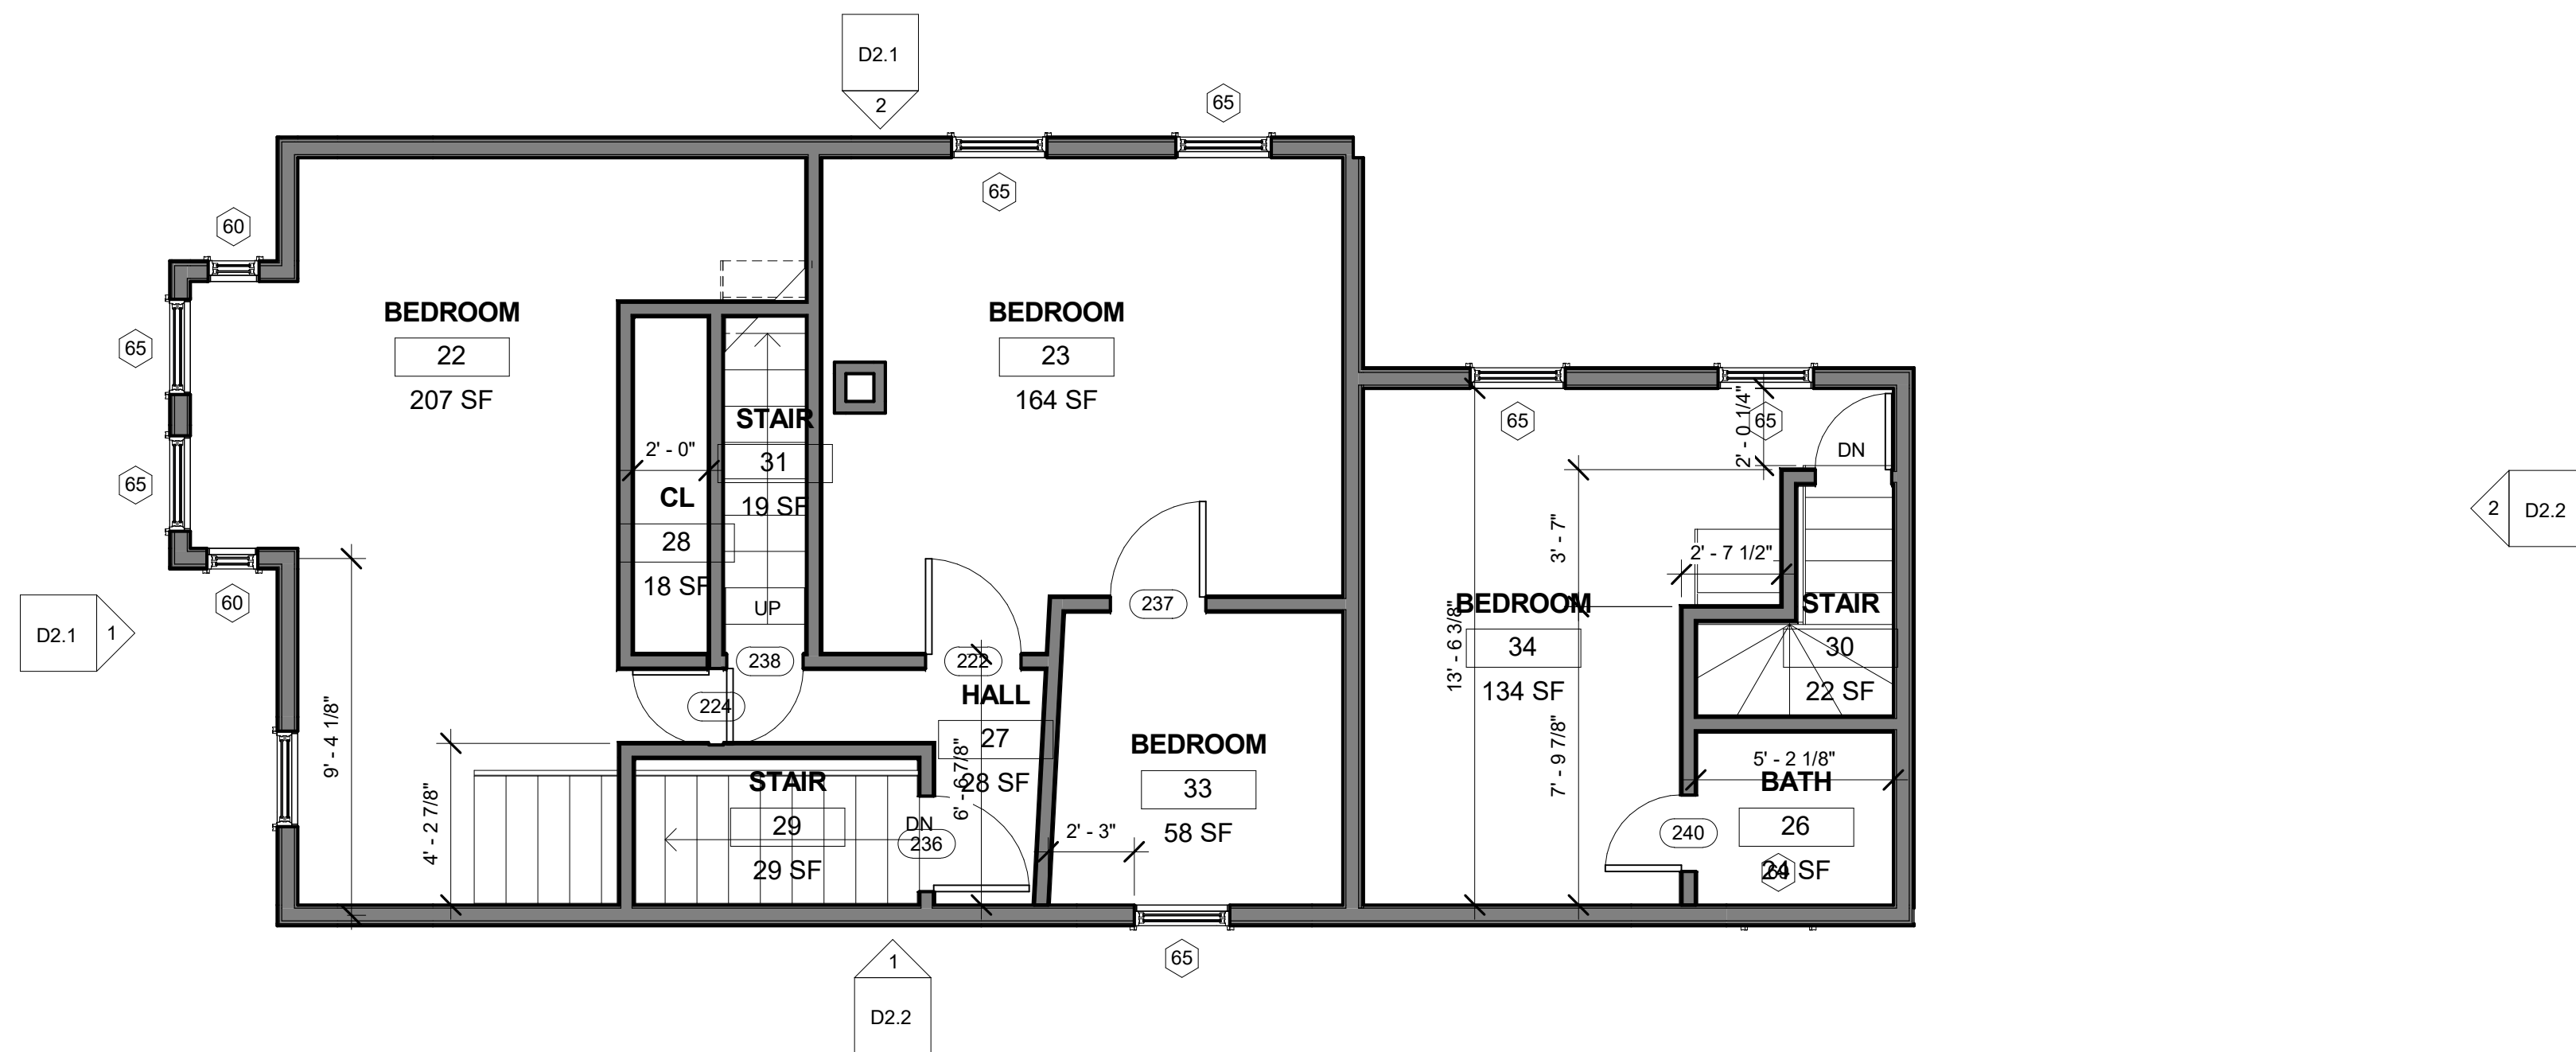 D2.1
2
65
65
60
BEDROOM
22
207 SF
BEDROOM
23
164 SF
65
65
STAIR
31
19 SF
2' - 0"
CL
28
18 SF
UP
65
65
2' - 0 1/4"
DN
2
D2.2
3' - 7"
2' - 7 1/2"
60
D2.1
1
237
BEDROOM
34
134 SF
13' - 6 3/8"
STAIR
30
22 SF
238
222
224
HALL
27
28 SF
6' - 6 7/8"
9' - 4 1/8"
4' - 2 7/8"
STAIR
29
29 SF
DN
236
BEDROOM
33
58 SF
2' - 3"
7' - 9 7/8"
5' - 2 1/8"
BATH
26
24 SF
240
65
1
D2.2